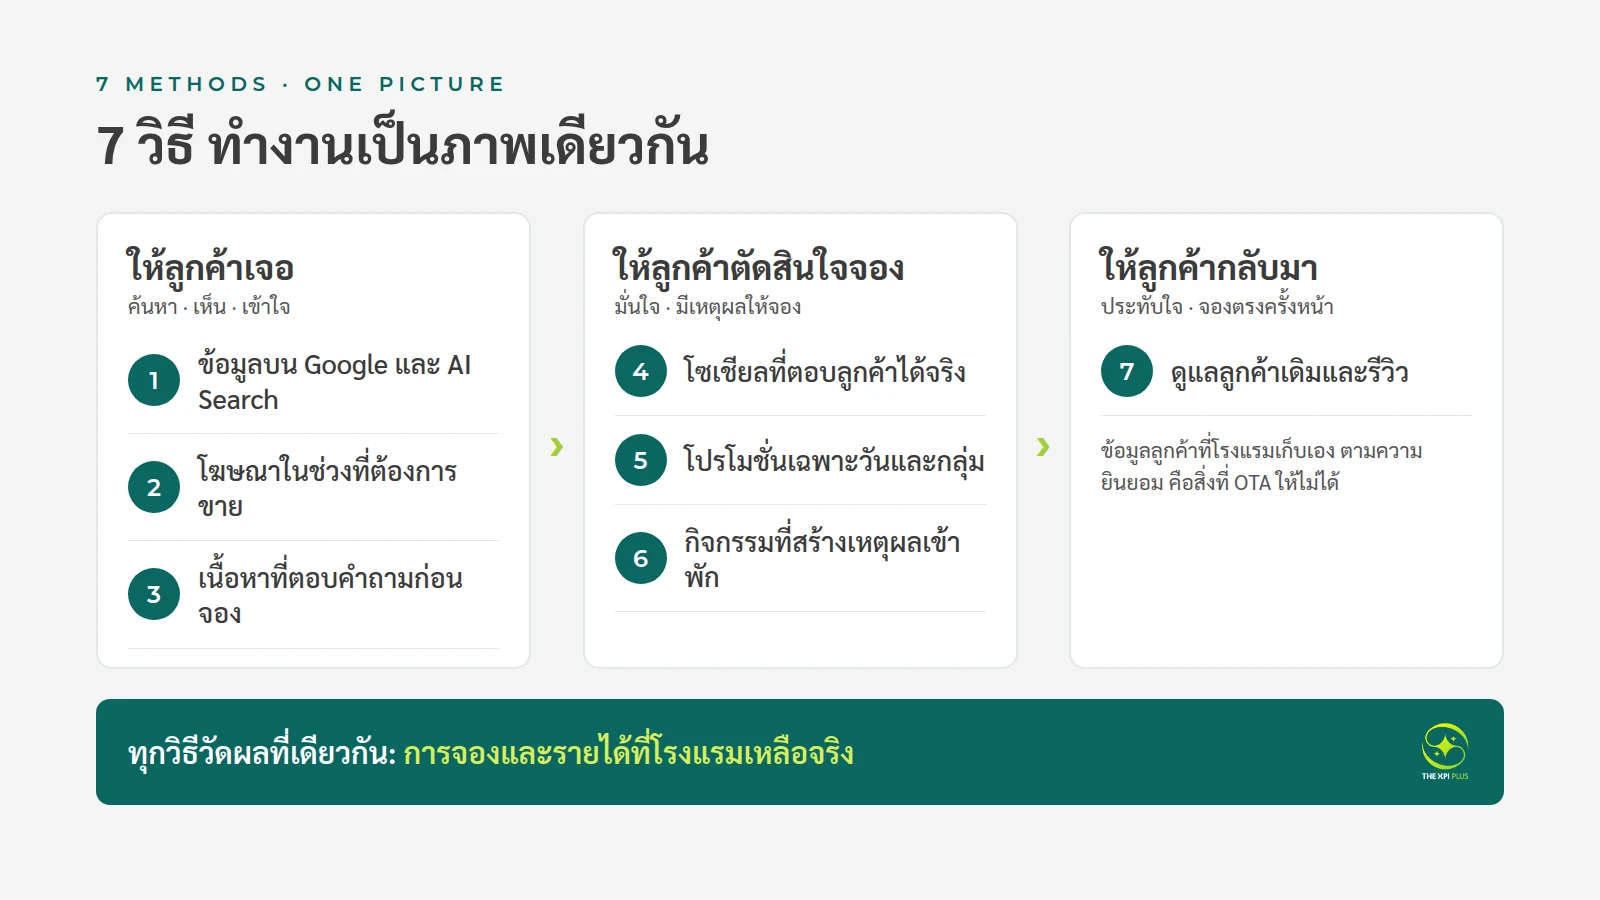 7 METHODS · ONE PICTURE
7 วิธี ทำงานเป็นภาพเดียวกัน
ให้ลูกค้าเจอ
ค้นหา · เห็น · เข้าใจ
1
ข้อมูลบน Google และ AI
Search
2
โฆษณาในช่วงที่ต้องการ
ขาย
3
เนื้อหาที่ตอบคำถามก่อน
จอง
›
ให้ลูกค้าตัดสินใจจอง
มั่นใจ · มีเหตุผลให้จอง
4
โซเชียลที่ตอบลูกค้าได้จริง
5
โปรโมชั่นเฉพาะวันและกลุ่ม
6
กิจกรรมที่สร้างเหตุผลเข้า
พัก
›
ให้ลูกค้ากลับมา
ประทับใจ · จองตรงครั้งหน้า
7
ดูแลลูกค้าเดิมและรีวิว
ข้อมูลลูกค้าที่โรงแรมเก็บเอง ตามความ
ยินยอม คือสิ่งที่ OTA ให้ไม่ได้
ทุกวิธีวัดผลที่เดียวกัน: การจองและรายได้ที่โรงแรมเหลือจริง
THE XPI PLUS